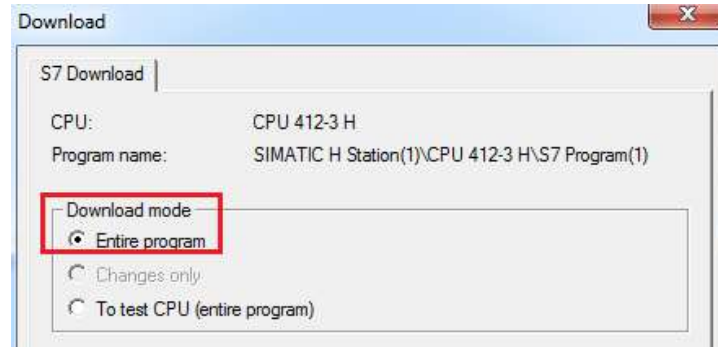 Download
S7 Download
CPU: CPU 412-3 H
Program name: SIMATIC H Station(1)\CPU 412-3 H\S7 Program(1)
Download mode
Entire program
Changes only
To test CPU (entire program)